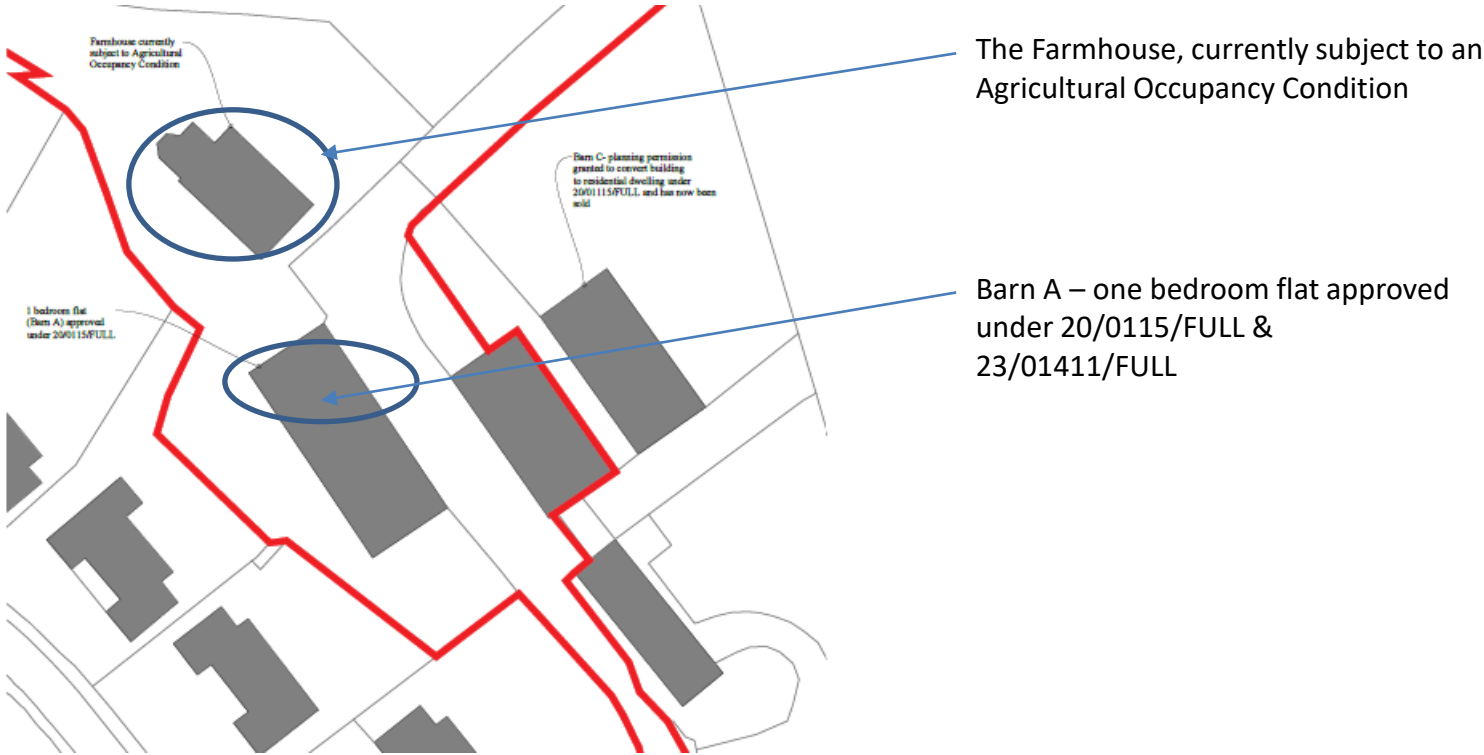 Farmhouse currently
subject to Agricultural
Occupancy Condition
The Farmhouse, currently subject to an
Agricultural Occupancy Condition
Barn C- planning permission
granted to convert building
to residential dwelling under
20/01115/FULL and has now been
sold
1 bedroom flat
(Barn A) approved
under 20/0115/FULL
Barn A – one bedroom flat approved
under 20/0115/FULL &
23/01411/FULL